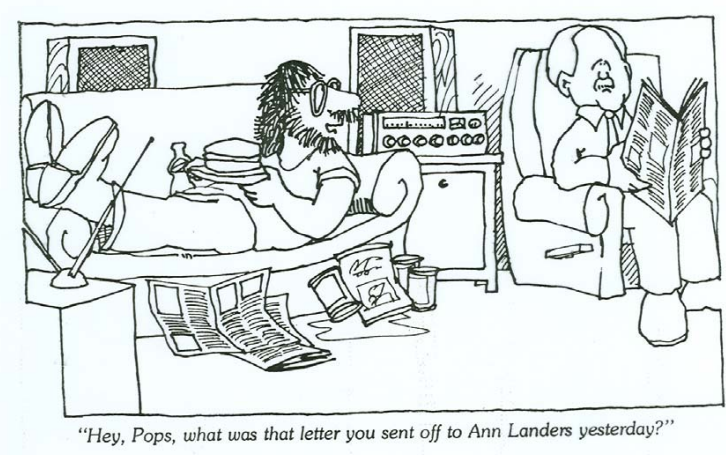 "Hey, Pops, what was that letter you sent off to Ann Landers yesterday?"